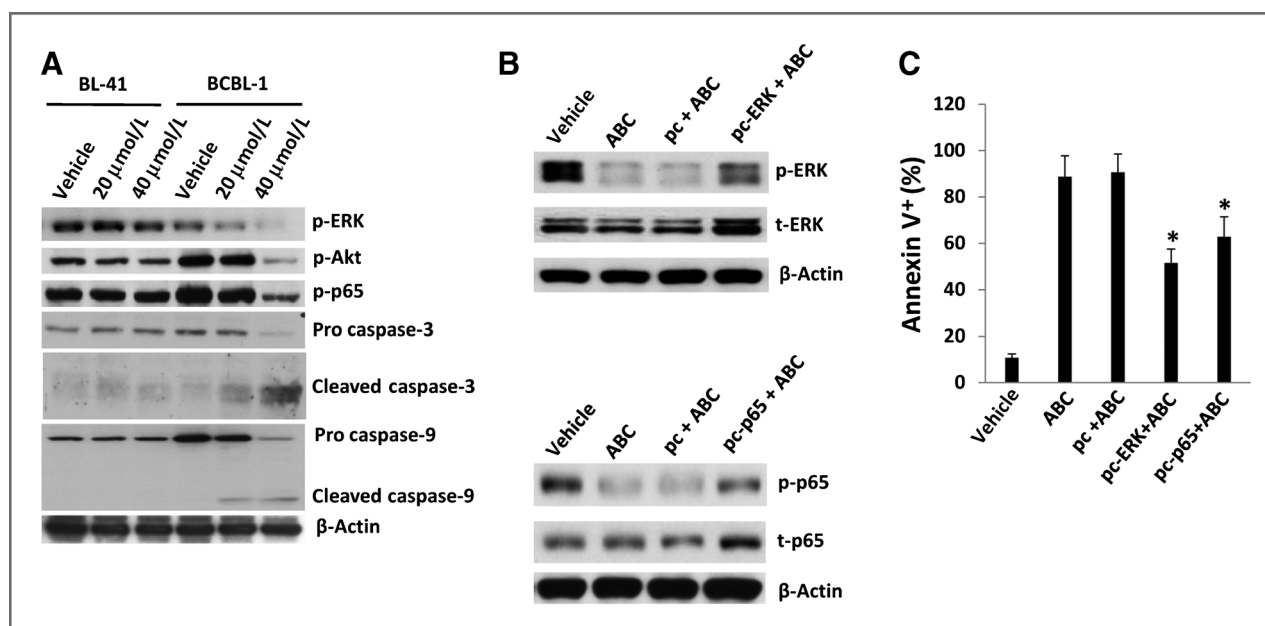 A
BL-41 BCBL-1
Vehicle 20 μmol/L 40 μmol/L Vehicle 20 μmol/L 40 μmol/L
p-ERK
p-Akt
p-p65
Pro caspase-3
Cleaved caspase-3
Pro caspase-9
Cleaved caspase-9
β-Actin
B
Vehicle ABC pc + ABC pc-ERK + ABC
p-ERK
t-ERK
β-Actin
Vehicle ABC pc + ABC pc-p65 + ABC
p-p65
t-p65
β-Actin
C
Annexin V⁺ (%)
120
100
80
60
40
20
0
* *
Vehicle ABC pc +ABC pc-ERK+ABC pc-p65+ABC